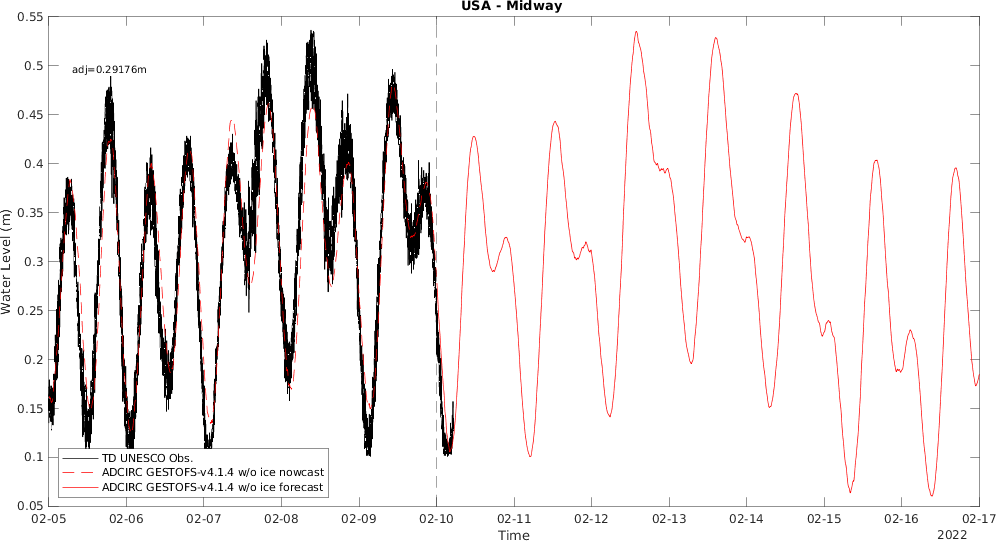 USA - Midway
adj=0.29176m
Water Level (m)
0.55
0.5
0.45
0.4
0.35
0.3
0.25
0.2
0.15
0.1
0.05
TD UNESCO Obs.
ADCIRC GESTOFS-v4.1.4 w/o ice nowcast
ADCIRC GESTOFS-v4.1.4 w/o ice forecast
02-05 02-06 02-07 02-08 02-09 02-10 02-11 02-12 02-13 02-14 02-15 02-16 02-17
Time
2022